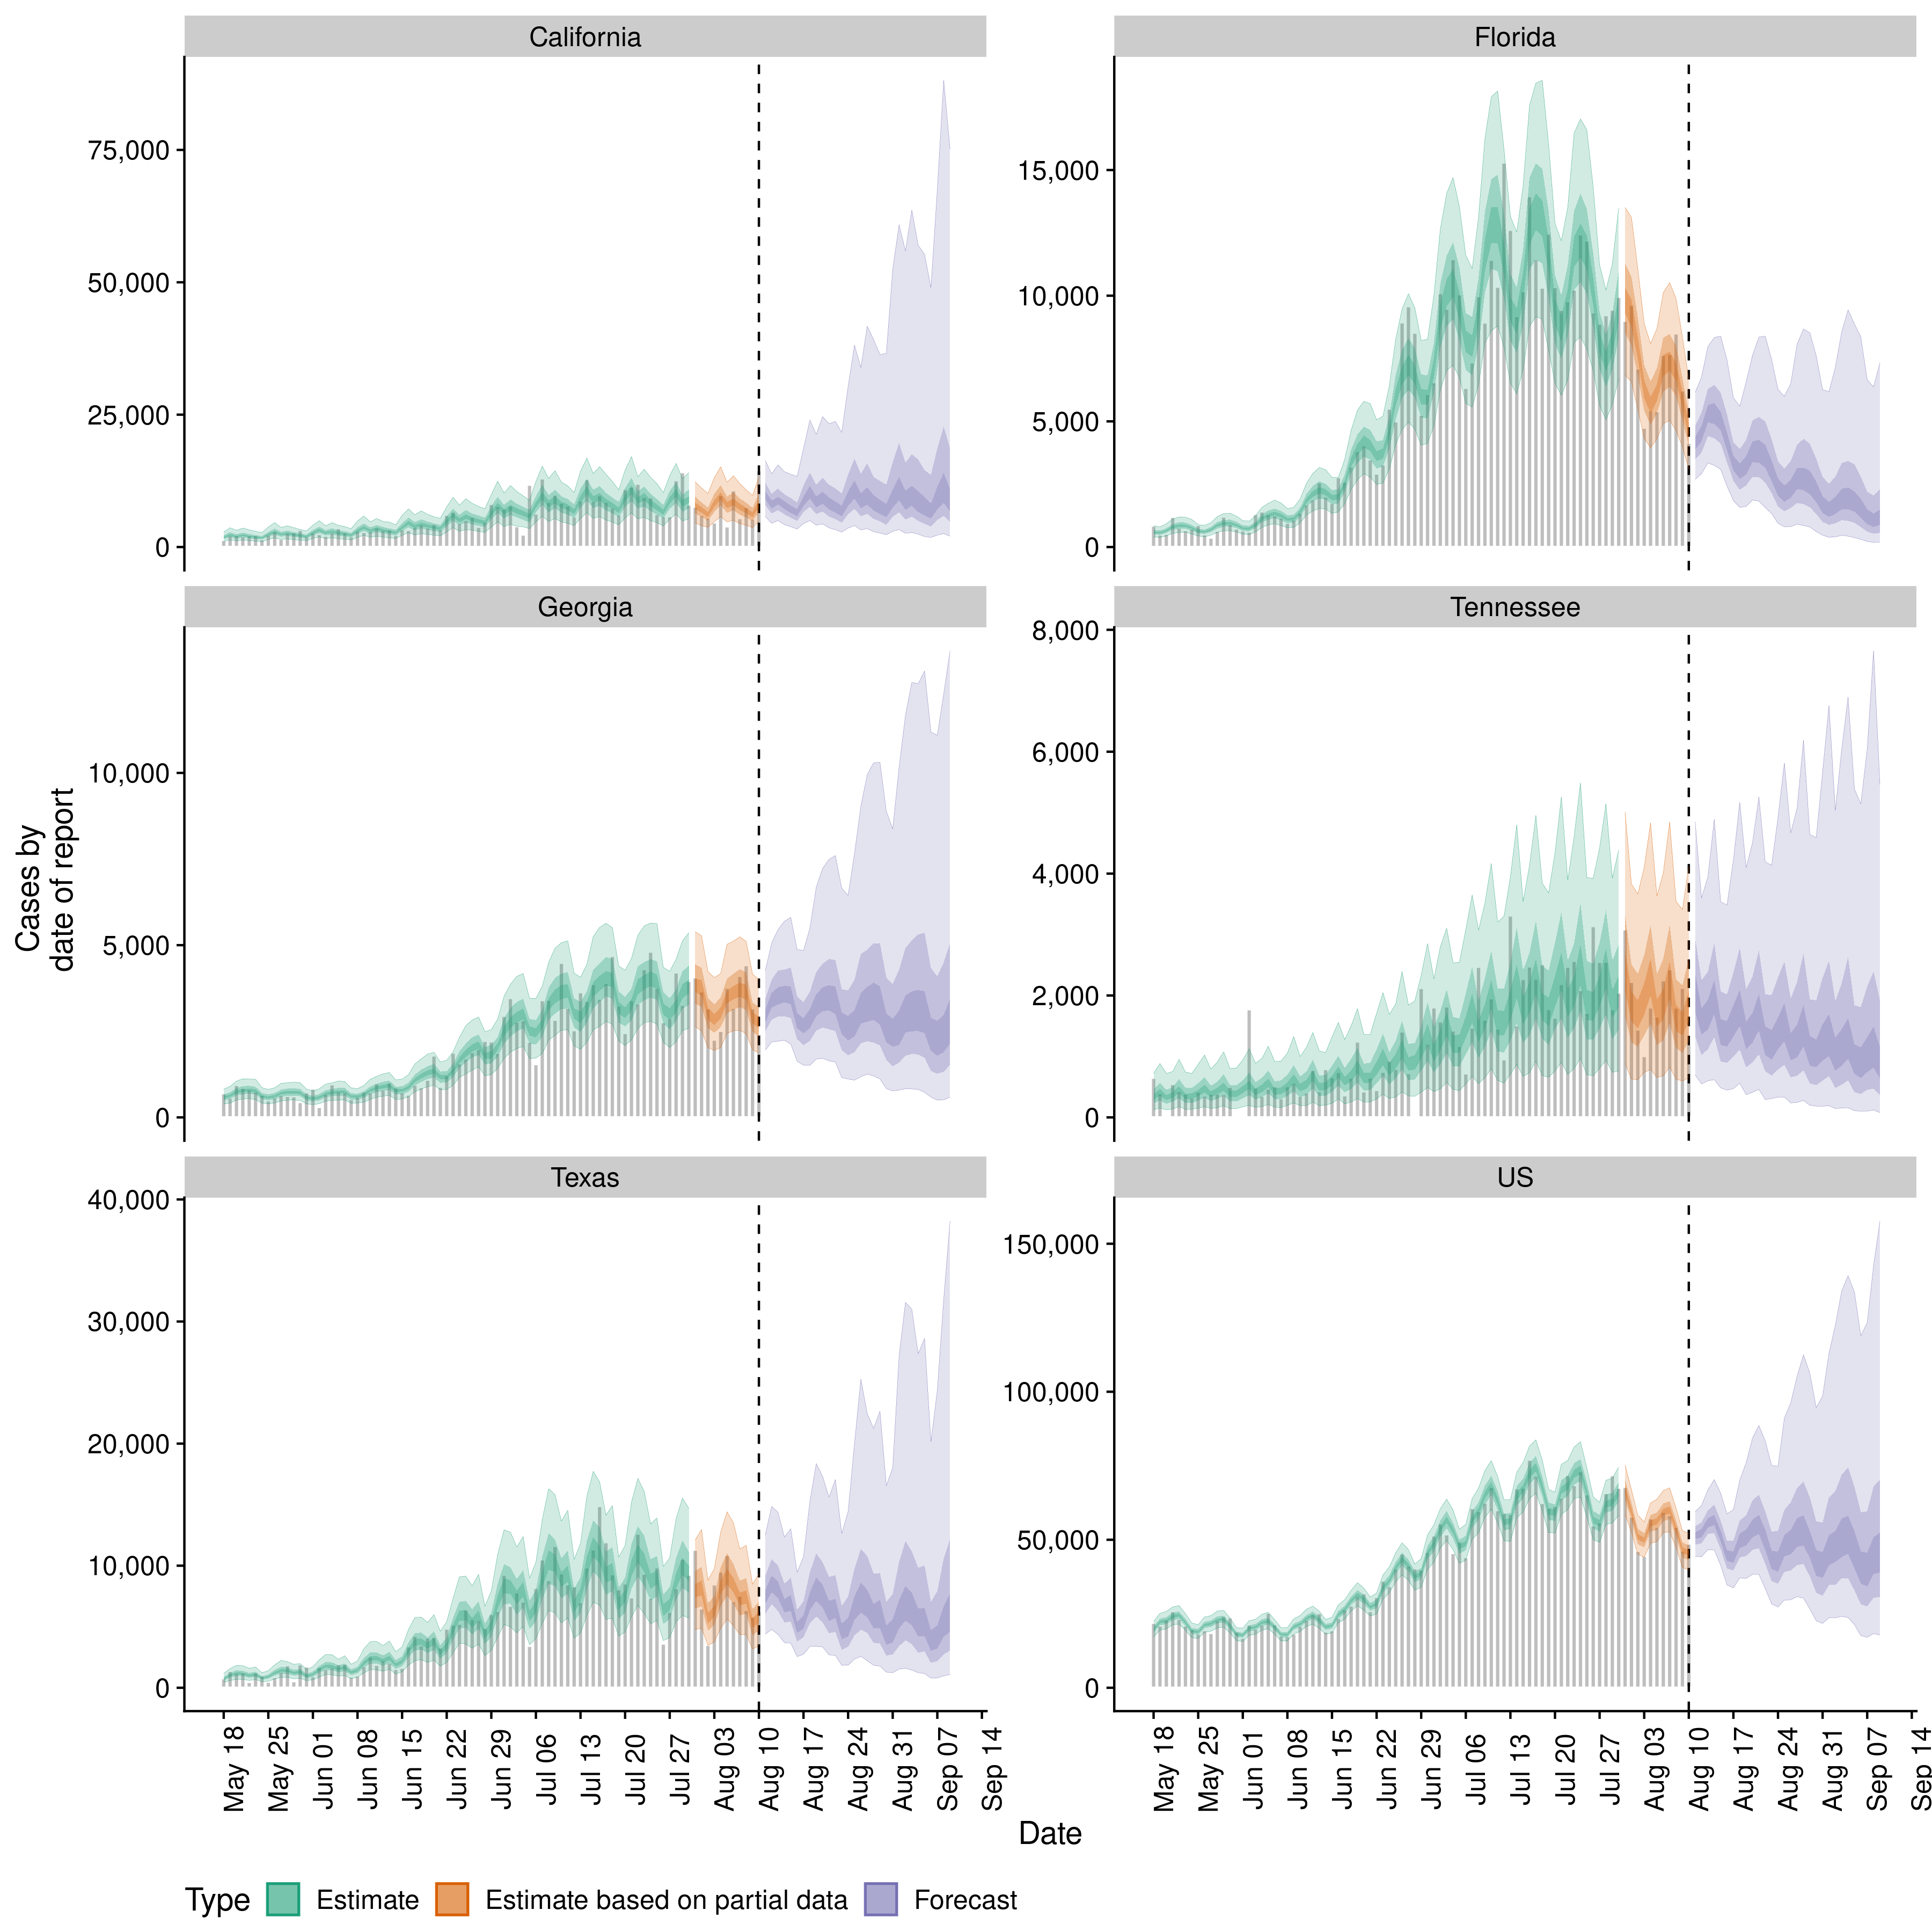 California
Florida
75,000
50,000
25,000
0
15,000
10,000
5,000
0
Georgia
Tennessee
10,000
5,000
0
8,000
6,000
4,000
2,000
0
Cases by
date of report
Texas
US
40,000
30,000
20,000
10,000
0
150,000
100,000
50,000
0
May 18
May 25
Jun 01
Jun 08
Jun 15
Jun 22
Jun 29
Jul 06
Jul 13
Jul 20
Jul 27
Aug 03
Aug 10
Aug 17
Aug 24
Aug 31
Sep 07
Sep 14
May 18
May 25
Jun 01
Jun 08
Jun 15
Jun 22
Jun 29
Jul 06
Jul 13
Jul 20
Jul 27
Aug 03
Aug 10
Aug 17
Aug 24
Aug 31
Sep 07
Sep 14
Date
Type Estimate Estimate based on partial data Forecast